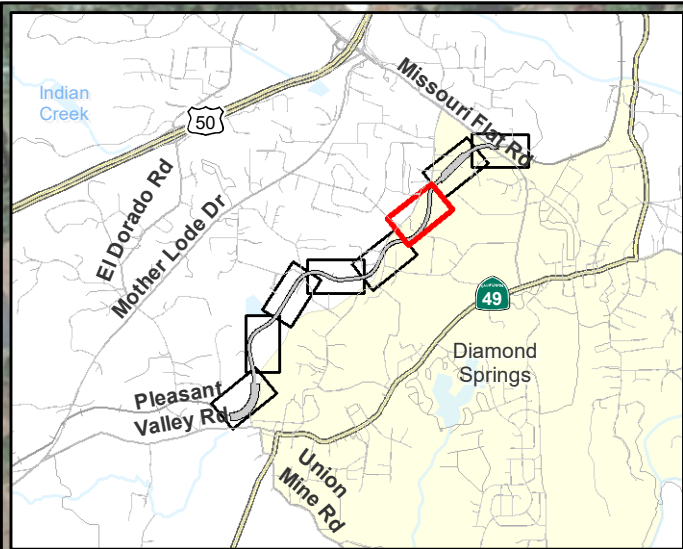 Indian
Creek
50
Missouri Flat Rd
El Dorado Rd
Mother Lode Dr
CALIFORNIA
49
Diamond
Springs
Pleasant
Valley Rd
Union
Mine Rd